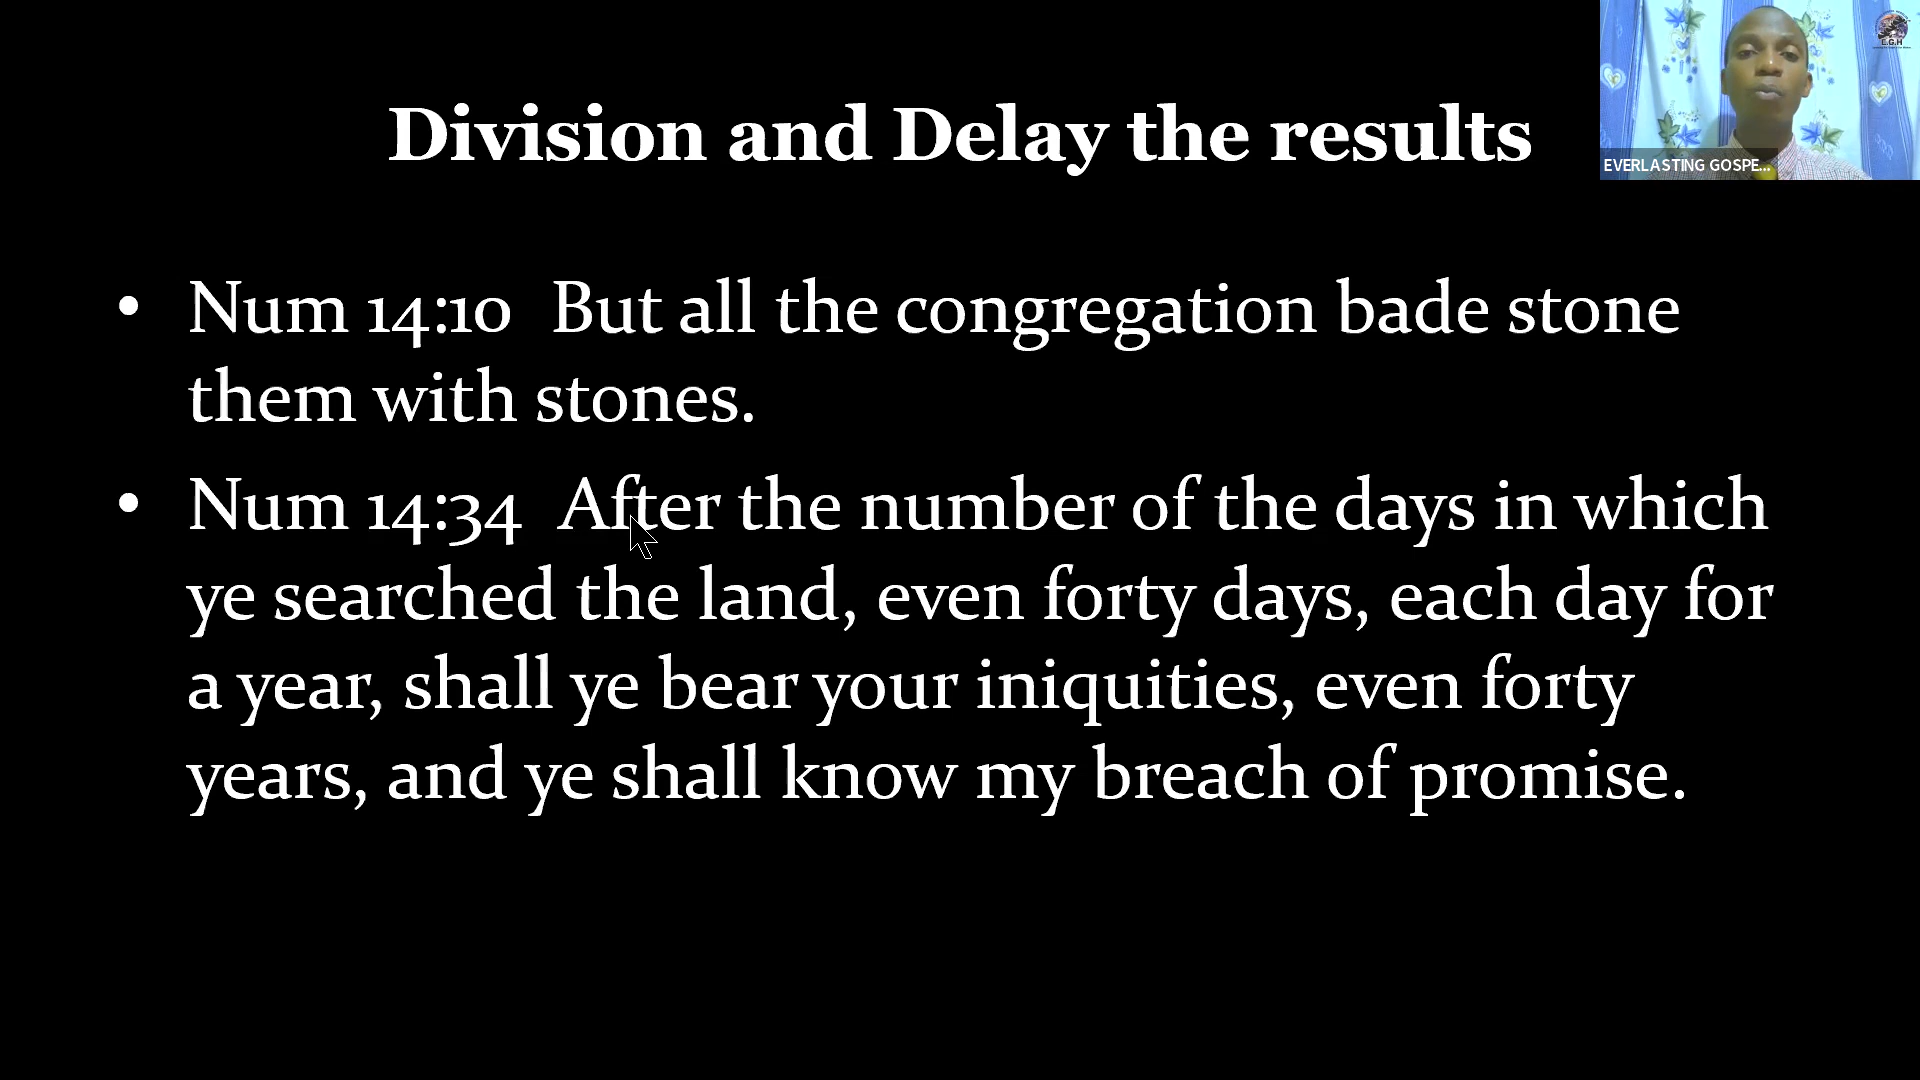 Division and Delay the results
• Num 14:10  But all the congregation bade stone
them with stones.
• Num 14:34  After the number of the days in which
ye searched the land, even forty days, each day for
a year, shall ye bear your iniquities, even forty
years, and ye shall know my breach of promise.
EVERLASTING GOSPE...
E.G.H